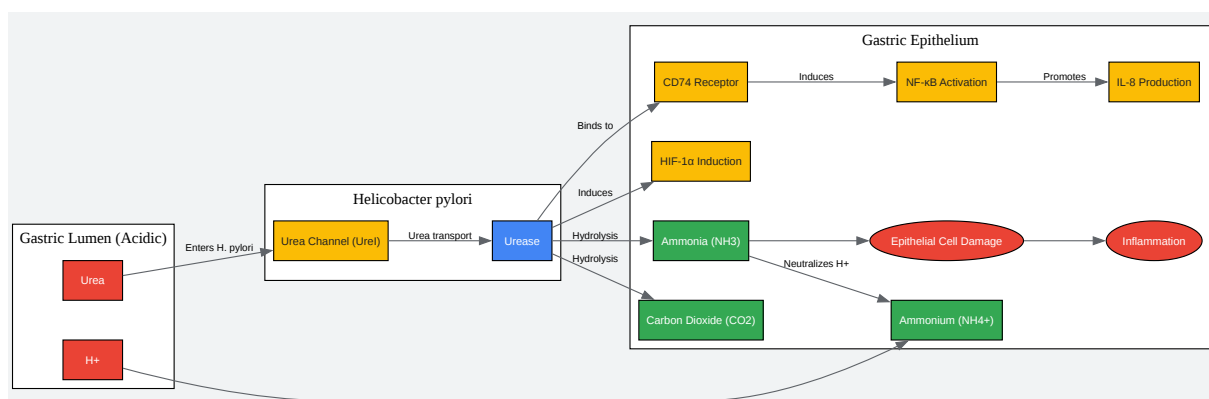 Gastric Epithelium
CD74 Receptor
Induces
NF-κB Activation
Promotes
IL-8 Production
Binds to
HIF-1α Induction
Induces
Helicobacter pylori
Gastric Lumen (Acidic)
Enters H. pylori
Urea Channel (UreI)
Urea transport
Urease
Hydrolysis
Ammonia (NH3)
Epithelial Cell Damage
Inflammation
Hydrolysis
Neutralizes H+
Urea
Carbon Dioxide (CO2)
Ammonium (NH4+)
H+